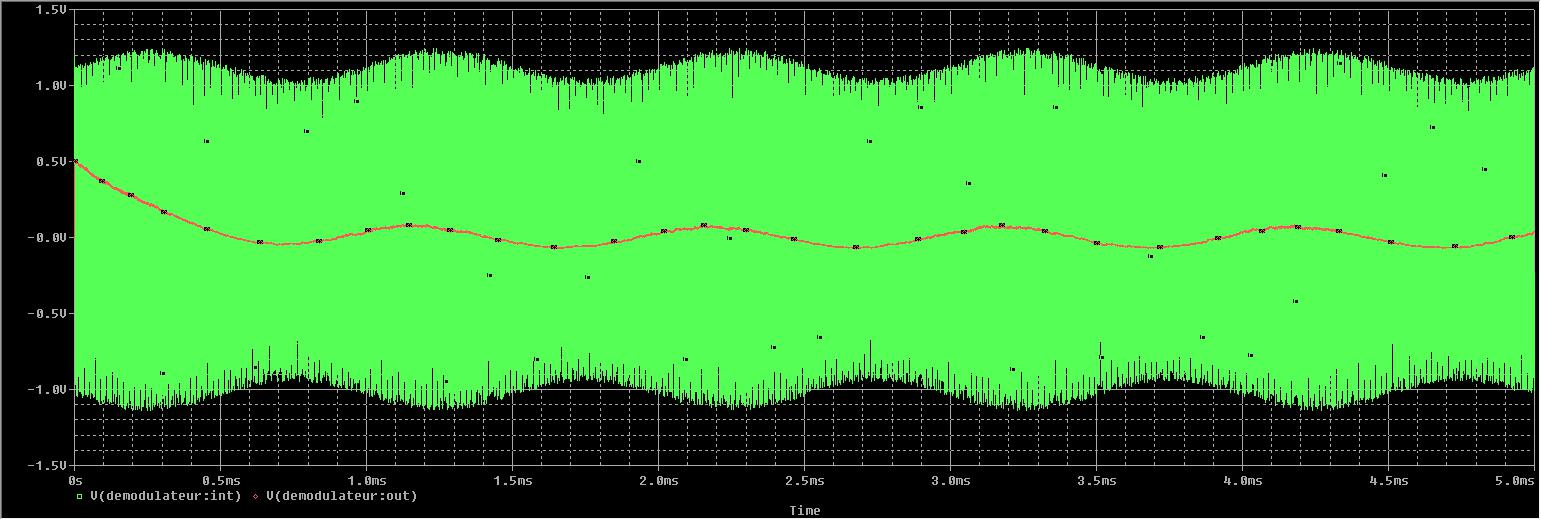 1.5V
1.0V
0.5V
-0.0V
-0.5V
-1.0V
-1.5V
0s 0.5ms 1.0ms 1.5ms 2.0ms 2.5ms 3.0ms 3.5ms 4.0ms 4.5ms 5.0ms
V(demodulateur:int) V(demodulateur:out)
Time